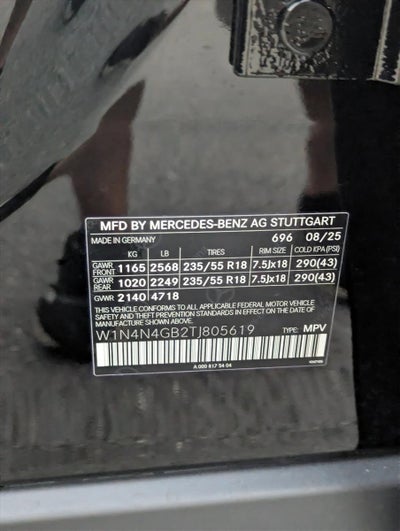 MFD BY MERCEDES-BENZ AG STUTTGART
MADE IN GERMANY 696 08/25
KG LB TIRES RIM SIZE COLD KPA (PSI)
GAWR FRONT 1165 2568 235/55 R18 7.5Jx18 290(43)
GAWR REAR 1020 2249 235/55 R18 7.5Jx18 290(43)
GVWR 2140 4718
THIS VEHICLE CONFORMS TO ALL APPLICABLE FEDERAL MOTOR VEHICLE
SAFETY AND THEFT PREVENTION STANDARDS IN EFFECT ON THE DATE OF
MANUFACTURE SHOWN ABOVE.
W1N4N4GB2TJ805619 TYPE: MPV
A 000 817 54 04